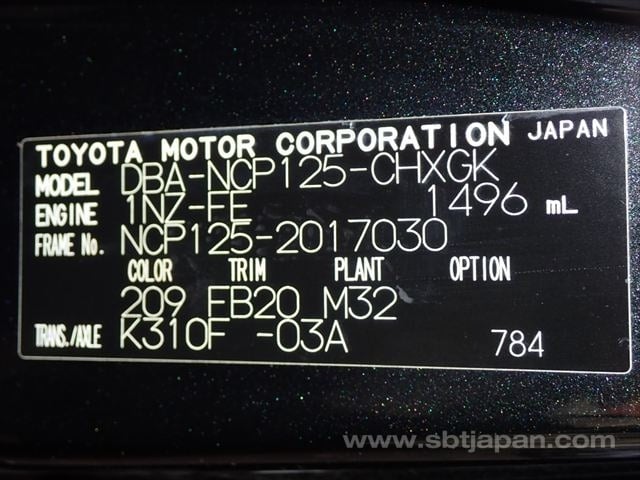 TOYOTA MOTOR CORPORATION JAPAN
MODEL DBA-NCP125-CHXGK
ENGINE 1NZ-FE 1496 mL
FRAME No. NCP125-2017030
COLOR TRIM PLANT OPTION
209 FB20 M32
TRANS./AXLE K310F -03A 784
www.sbtjapan.com